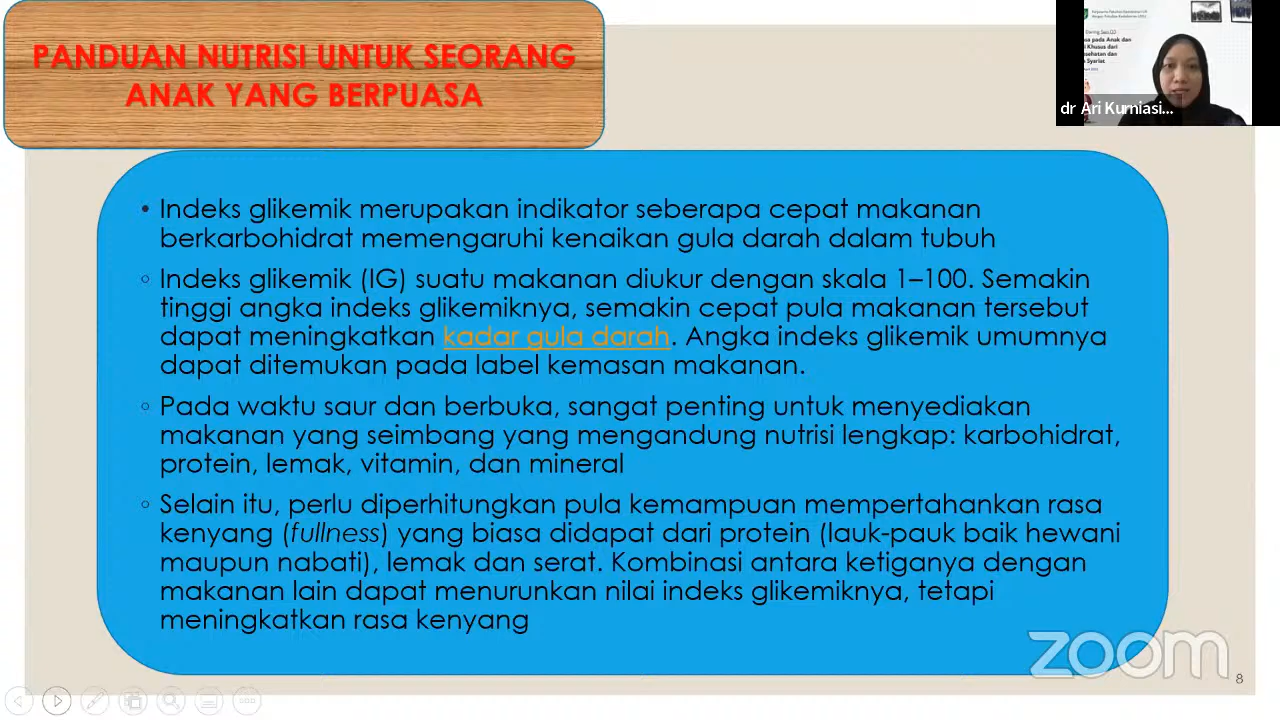 PANDUAN NUTRISI UNTUK SEORANG
ANAK YANG BERPUASA
dr Ari Kurniasi...
• Indeks glikemik merupakan indikator seberapa cepat makanan
berkarbohidrat memengaruhi kenaikan gula darah dalam tubuh
◦ Indeks glikemik (IG) suatu makanan diukur dengan skala 1–100. Semakin
tinggi angka indeks glikemiknya, semakin cepat pula makanan tersebut
dapat meningkatkan kadar gula darah. Angka indeks glikemik umumnya
dapat ditemukan pada label kemasan makanan.
◦ Pada waktu saur dan berbuka, sangat penting untuk menyediakan
makanan yang seimbang yang mengandung nutrisi lengkap: karbohidrat,
protein, lemak, vitamin, dan mineral
◦ Selain itu, perlu diperhitungkan pula kemampuan mempertahankan rasa
kenyang (fullness) yang biasa didapat dari protein (lauk-pauk baik hewani
maupun nabati), lemak dan serat. Kombinasi antara ketiganya dengan
makanan lain dapat menurunkan nilai indeks glikemiknya, tetapi
meningkatkan rasa kenyang
zoom
8